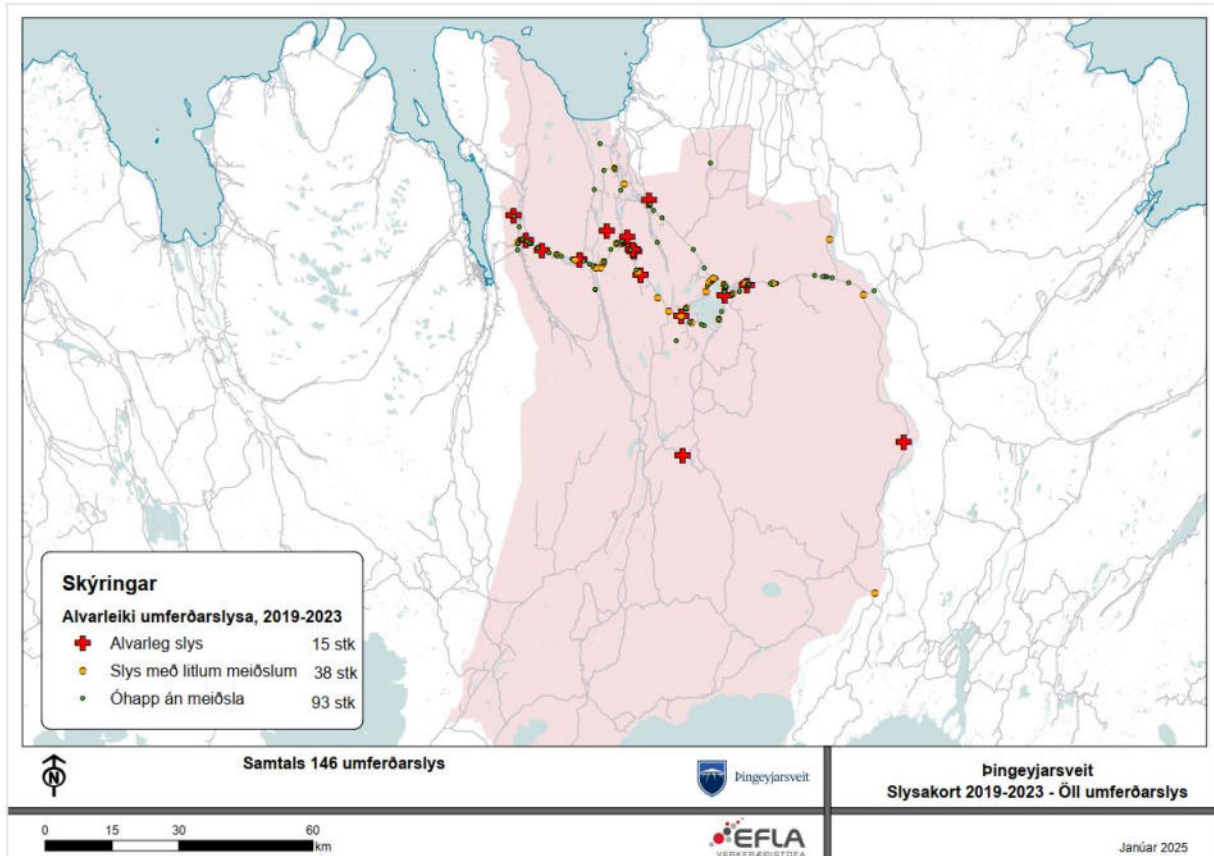 Skýringar
Alvarleiki umferðarslysa, 2019-2023
Alvarleg slys 15 stk
Slys með litlum meiðslum 38 stk
Óhapp án meiðsla 93 stk
N
Samtals 146 umferðarslys
Þingeyjarsveit
Þingeyjarsveit
Slysakort 2019-2023 - Öll umferðarslys
0 15 30 60
km
EFLA
VERKFRÆÐISTOFA
Janúar 2025